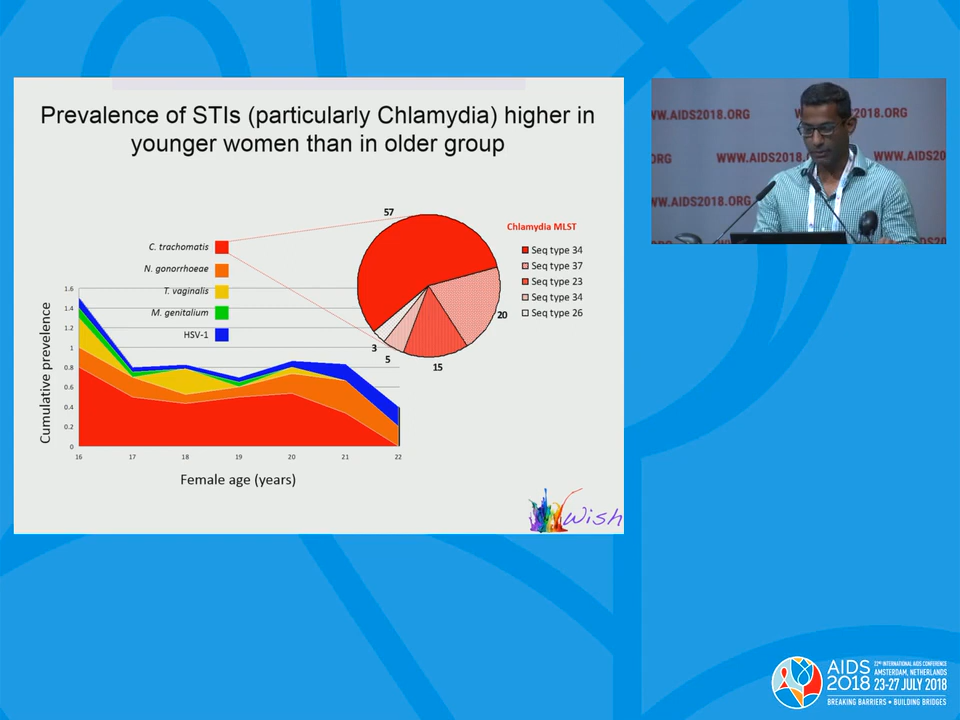 Prevalence of STIs (particularly Chlamydia) higher in
younger women than in older group
C. trachomatis
N. gonorrhoeae
T. vaginalis
M. genitalium
HSV-1
57
20
15
5
3
Chlamydia MLST
Seq type 34
Seq type 37
Seq type 23
Seq type 34
Seq type 26
Cumulative prevalence
1.6
1.4
1.2
1
0.8
0.6
0.4
0.2
0
16 17 18 19 20 21 22
Female age (years)
Wish
WW.AIDS2018.ORG
2018.ORG
ORG
WWW.AIDS2018.
WWW.AIDS20
WW.AIDS2018.ORG
AIDS
2018
22ND INTERNATIONAL AIDS CONFERENCE
AMSTERDAM, NETHERLANDS
23-27 JULY 2018
BREAKING BARRIERS • BUILDING BRIDGES